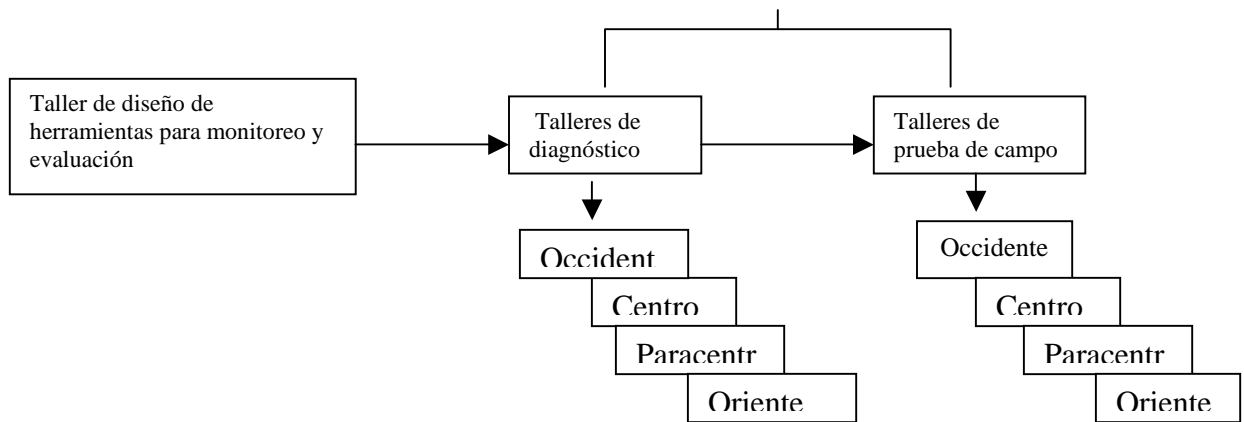 Taller de diseño de
herramientas para monitoreo y
evaluación
Talleres de
diagnóstico
Talleres de
prueba de campo
Occident
Centro
Paracentr
Oriente
Occidente
Centro
Paracentr
Oriente